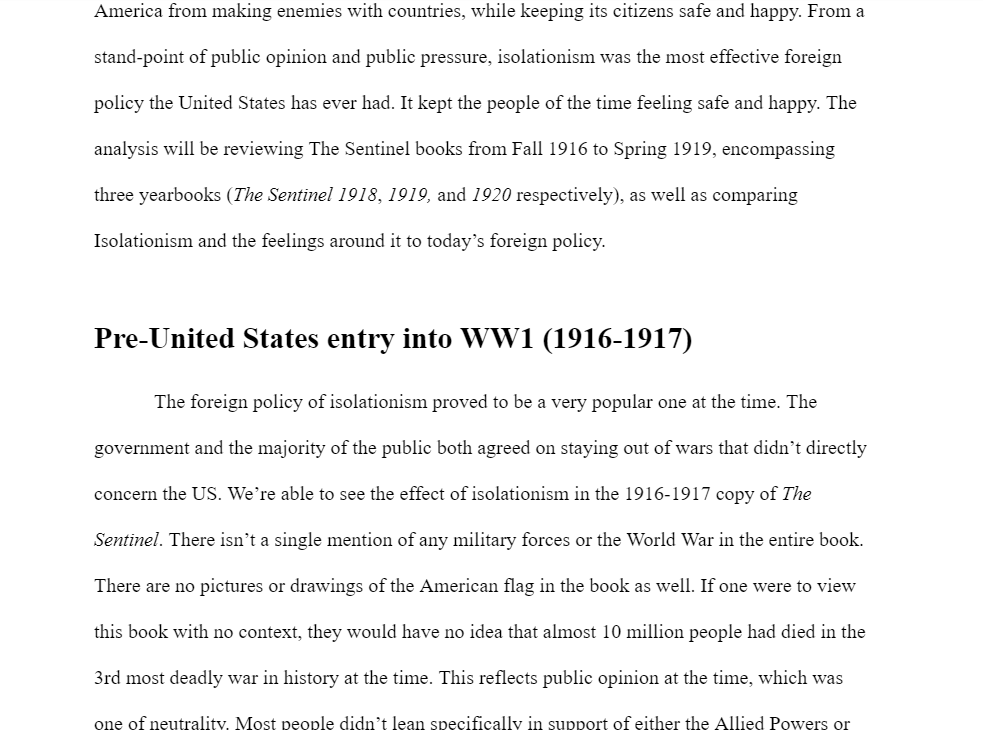 America from making enemies with countries, while keeping its citizens safe and happy. From a
stand-point of public opinion and public pressure, isolationism was the most effective foreign
policy the United States has ever had. It kept the people of the time feeling safe and happy. The
analysis will be reviewing The Sentinel books from Fall 1916 to Spring 1919, encompassing
three yearbooks (The Sentinel 1918, 1919, and 1920 respectively), as well as comparing
Isolationism and the feelings around it to today’s foreign policy.
Pre-United States entry into WW1 (1916-1917)
The foreign policy of isolationism proved to be a very popular one at the time. The
government and the majority of the public both agreed on staying out of wars that didn’t directly
concern the US. We’re able to see the effect of isolationism in the 1916-1917 copy of The
Sentinel. There isn’t a single mention of any military forces or the World War in the entire book.
There are no pictures or drawings of the American flag in the book as well. If one were to view
this book with no context, they would have no idea that almost 10 million people had died in the
3rd most deadly war in history at the time. This reflects public opinion at the time, which was
one of neutrality. Most people didn’t lean specifically in support of either the Allied Powers or